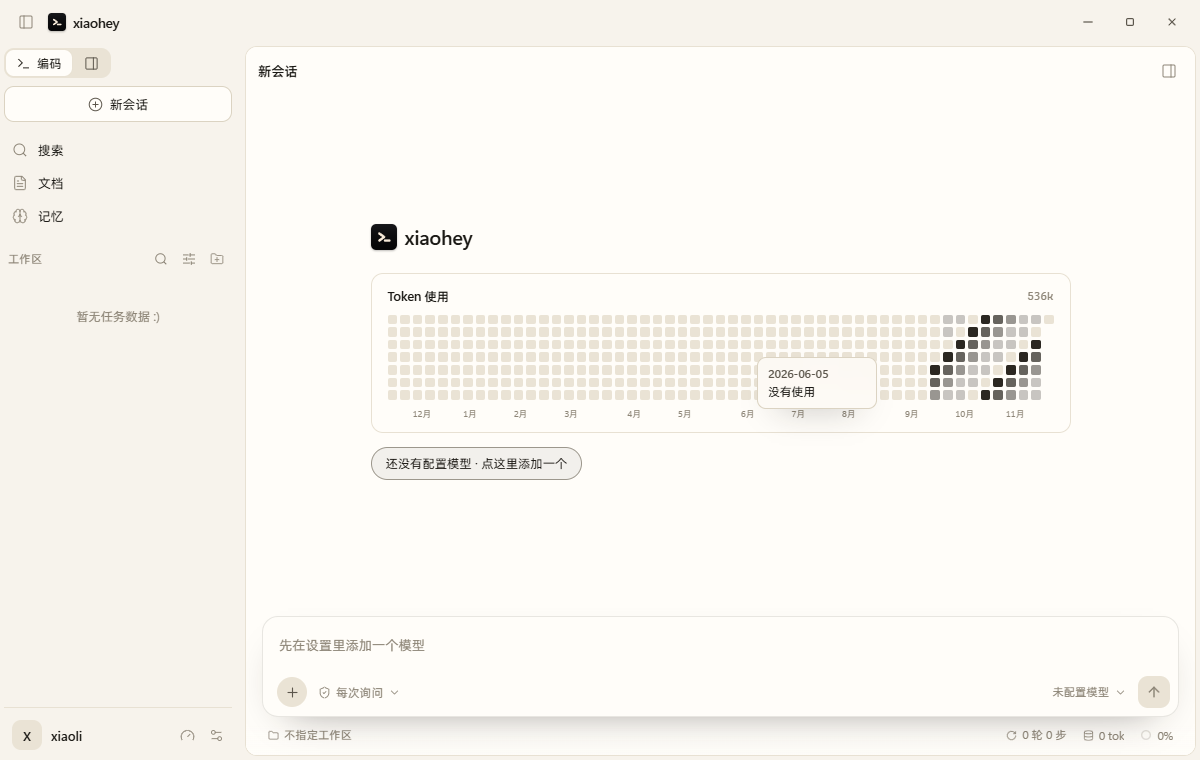 xiaohey
编码
新会话
搜索
文档
记忆
工作区
暂无任务数据 :)
xiaoli
X
新会话
xiaohey
Token 使用
536k
2026-06-05
没有使用
12月 1月 2月 3月 4月 5月 6月 7月 8月 9月 10月 11月
还没有配置模型 · 点这里添加一个
先在设置里添加一个模型
每次询问
未配置模型
不指定工作区
0 轮 0 步
0 tok
0%